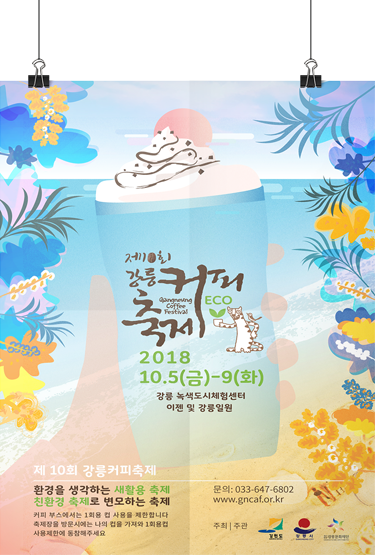 제10회
강릉커피
축제
Gangneung
Coffee
Festival
ECO
2018
10.5(금)-9(화)
강릉 녹색도시체험센터
이젠 및 강릉일원
제 10회 강릉커피축제
환경을 생각하는 새활용 축제
친환경 축제로 변모하는 축제
커피 부스에서는 1회용 컵 사용을 제한합니다
축제장을 방문시에는 나의 컵을 가져와 1회용컵
사용제한에 동참해주세요
문의: 033-647-6802
www.gncaf.or.kr
주최 | 주관
강원도
강릉시
강릉문화재단